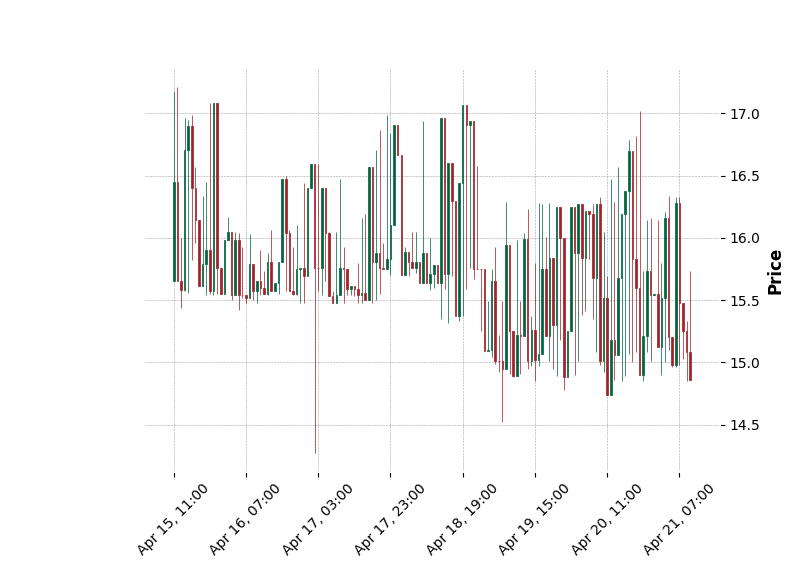 17.0
16.5
16.0
15.5
15.0
14.5
Price
Apr 15, 11:00
Apr 16, 07:00
Apr 17, 03:00
Apr 17, 23:00
Apr 18, 19:00
Apr 19, 15:00
Apr 20, 11:00
Apr 21, 07:00